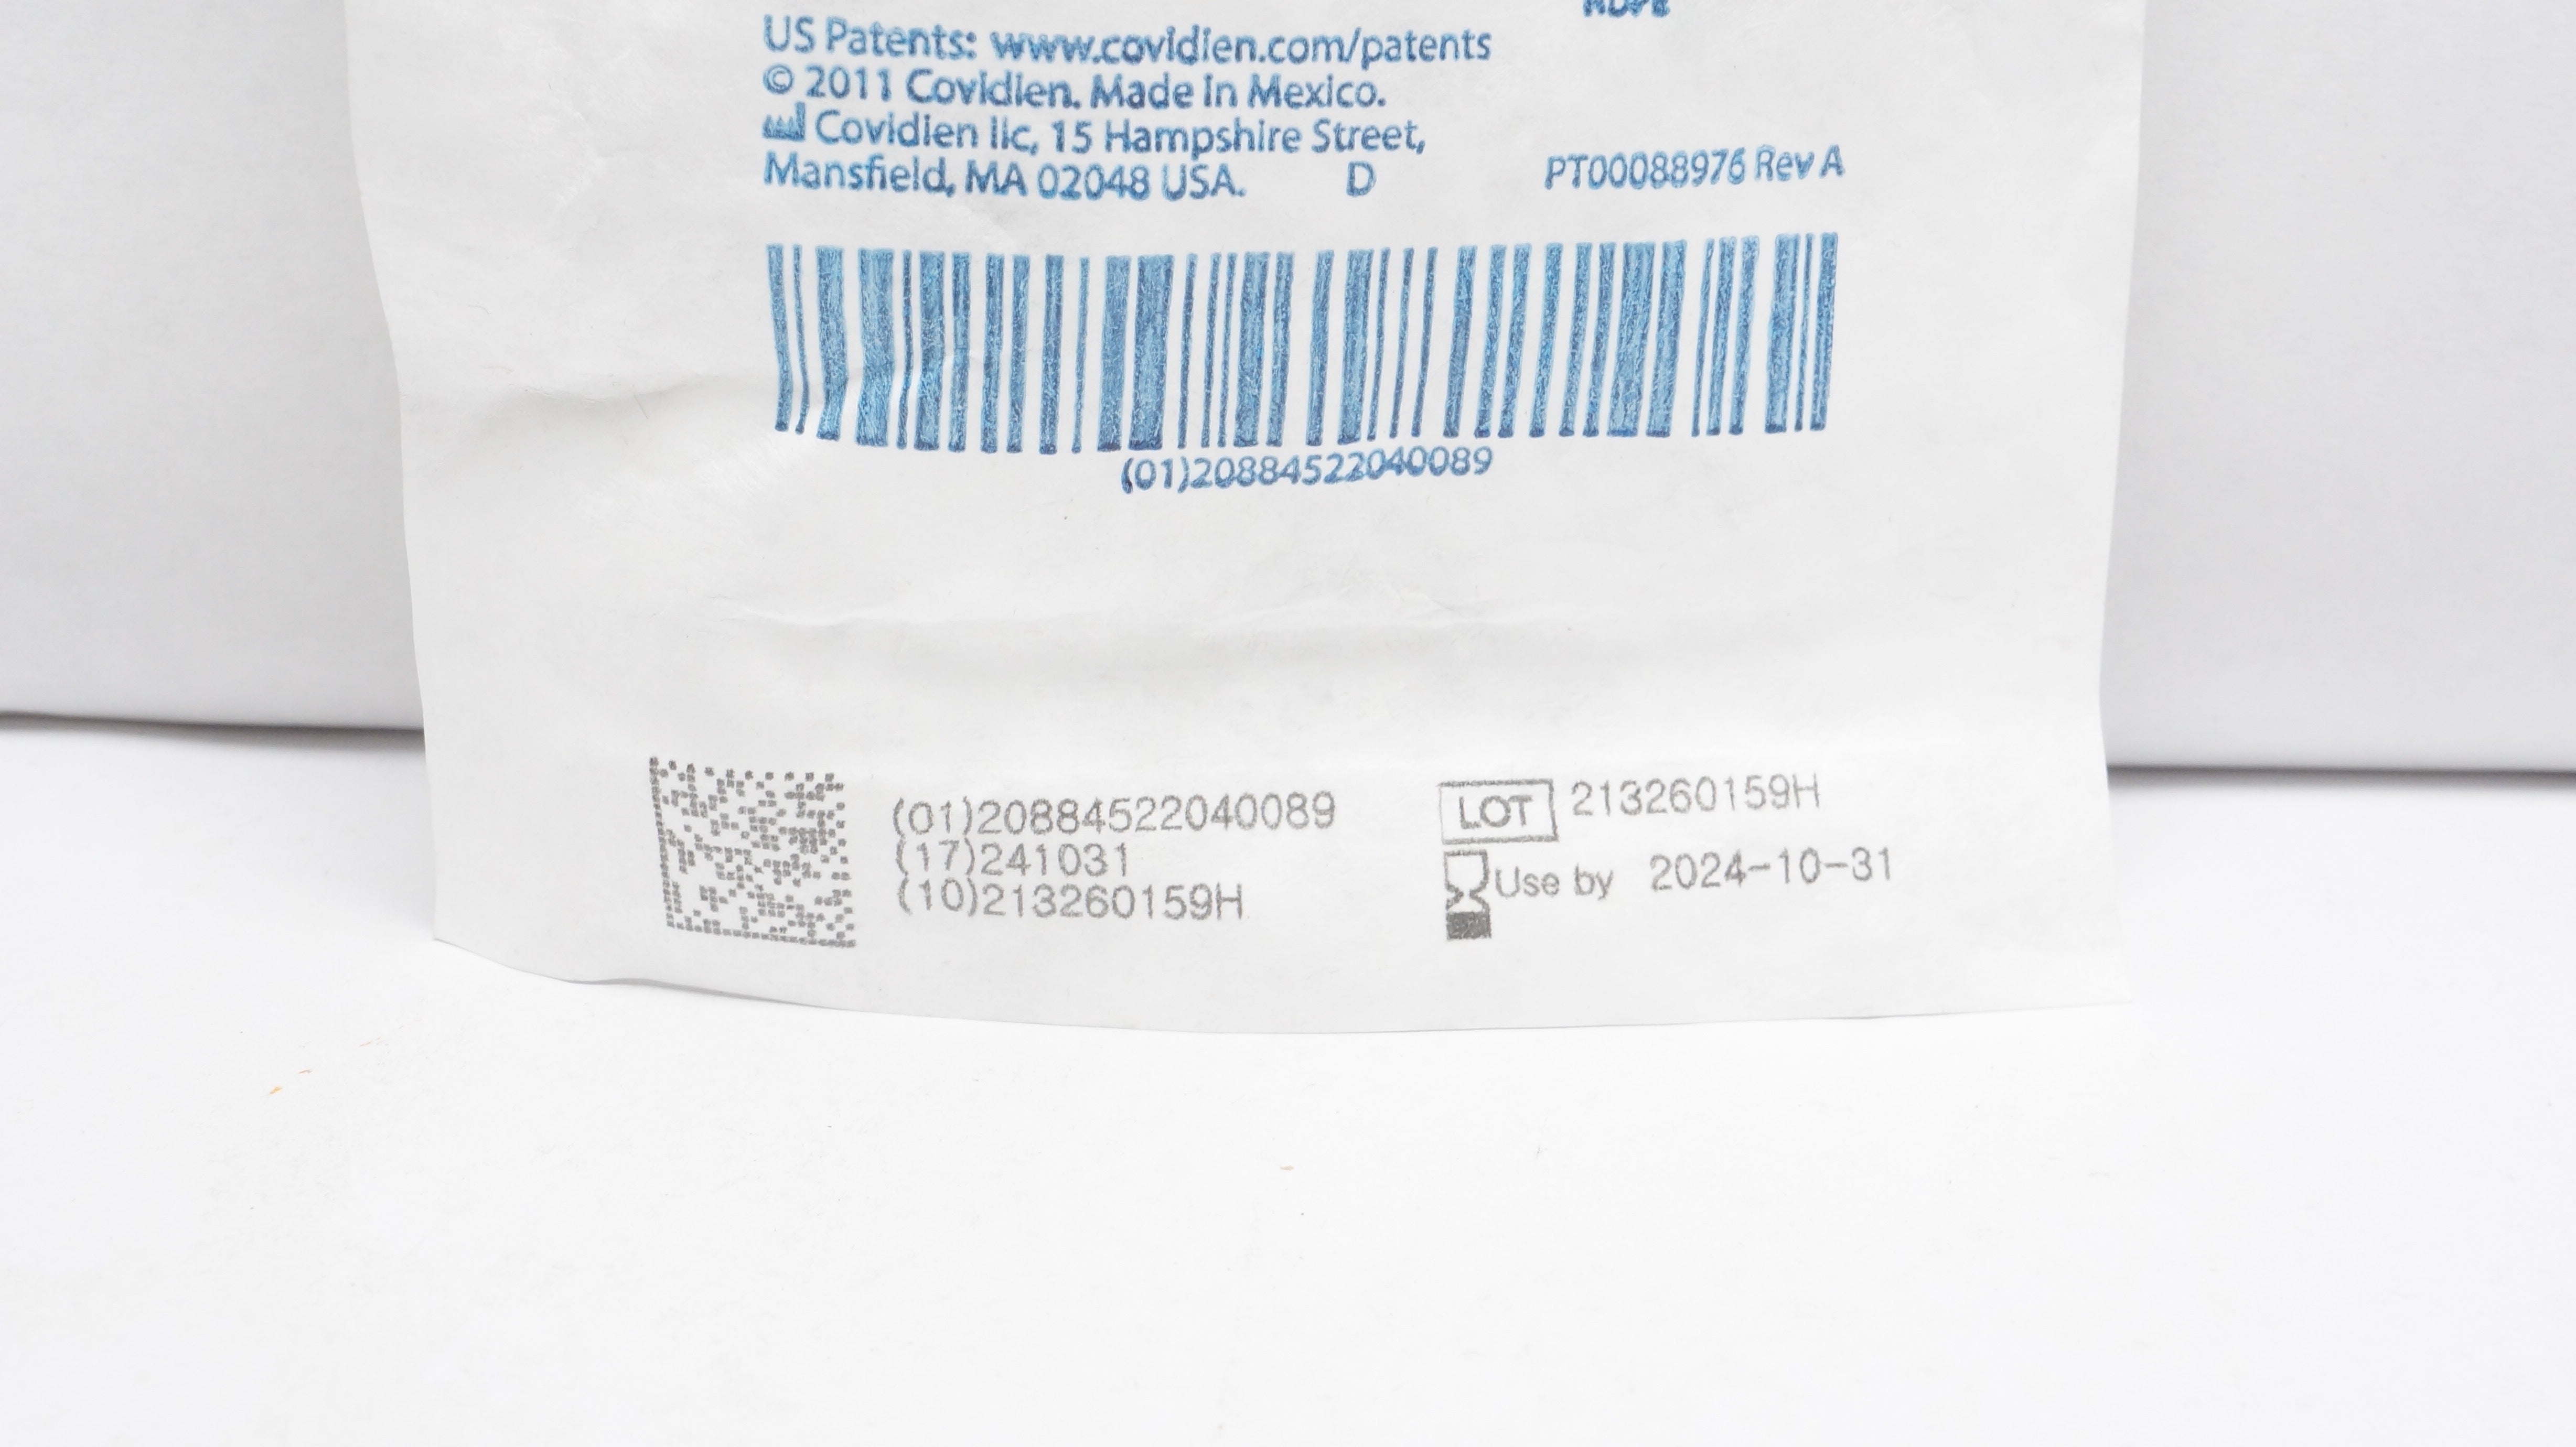 US Patents: www.covidien.com/patents
© 2011 Covidien. Made in Mexico.
Covidien llc, 15 Hampshire Street,
Mansfield, MA 02048 USA. D PT00088976 Rev A
(01)20884522040089
(01)20884522040089
(17)241031
(10)213260159H
LOT 213260159H
Use by 2024-10-31